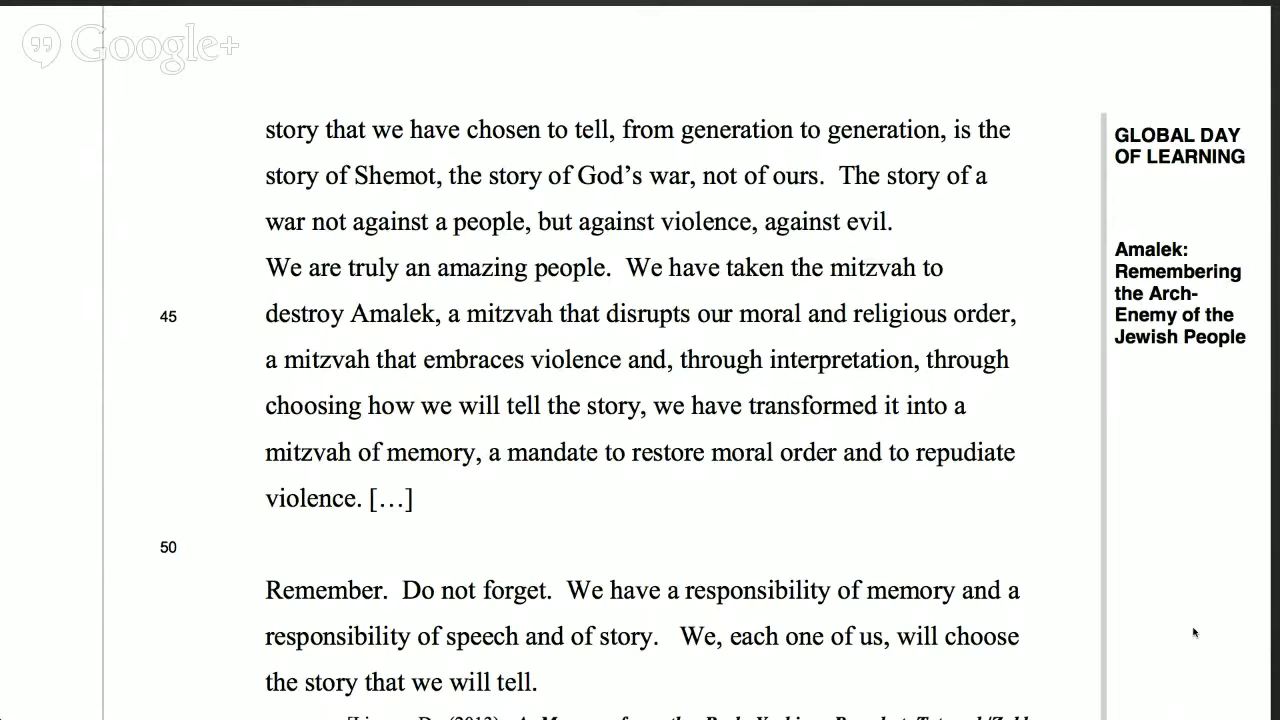 Google+
story that we have chosen to tell, from generation to generation, is the
story of Shemot, the story of God’s war, not of ours.  The story of a
war not against a people, but against violence, against evil.
We are truly an amazing people.  We have taken the mitzvah to
45
destroy Amalek, a mitzvah that disrupts our moral and religious order,
a mitzvah that embraces violence and, through interpretation, through
choosing how we will tell the story, we have transformed it into a
mitzvah of memory, a mandate to restore moral order and to repudiate
violence. […]
50
Remember.  Do not forget.  We have a responsibility of memory and a
responsibility of speech and of story.   We, each one of us, will choose
the story that we will tell.
GLOBAL DAY
OF LEARNING
Amalek:
Remembering
the Arch-
Enemy of the
Jewish People